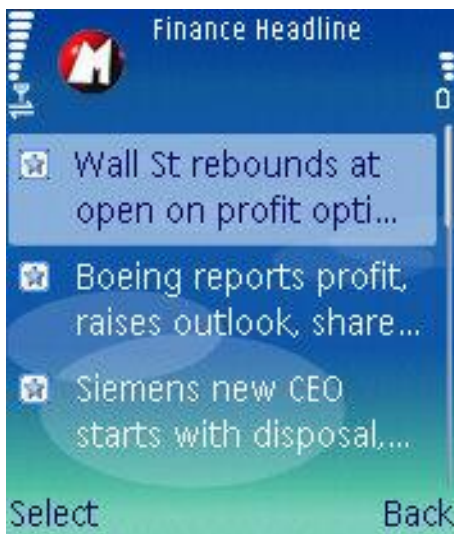 Finance Headline
M
Wall St rebounds at
open on profit opti...
Boeing reports profit,
raises outlook, share...
Siemens new CEO
starts with disposal,...
Select
Back